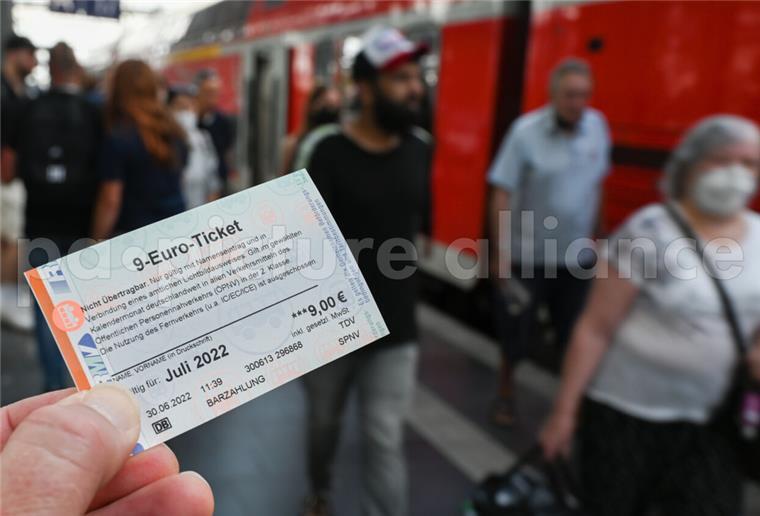 9-Euro-Ticket
Nicht Übertragbar. Nur gültig mit Namenseintrag und in
Verbindung eines amtlichen Lichtbildausweises. Gilt im gewählten
Kalendermonat deutschlandweit in allen Verkehrsmitteln des
Öffentlichen Personennahverkehrs (ÖPNV) in der 2. Klasse
Die Nutzung des Fernverkehrs (u.a. IC/EC/ICE) ist ausgeschlossen
***9,00 €
NAME, VORNAME (in Druckschrift)
inkl. gesetzl. MwSt
gültig für: Juli 2022
TDV
30.06.2022 11:39 300613 296868 SPNV
BARZAHLUNG
DB
RMV
pa-picture alliance